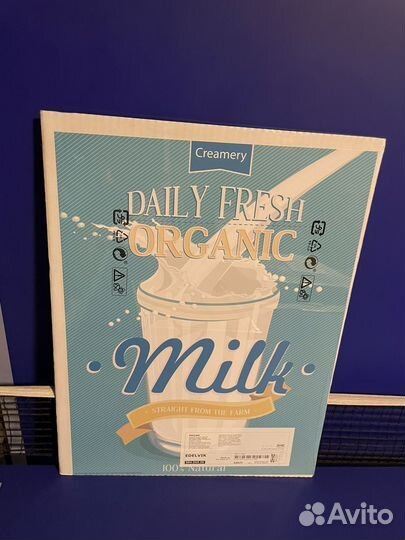 Creamery
DAILY FRESH
ORGANIC
Milk
STRAIGHT FROM THE FARM
EDELVIK
100% Natural
Avito